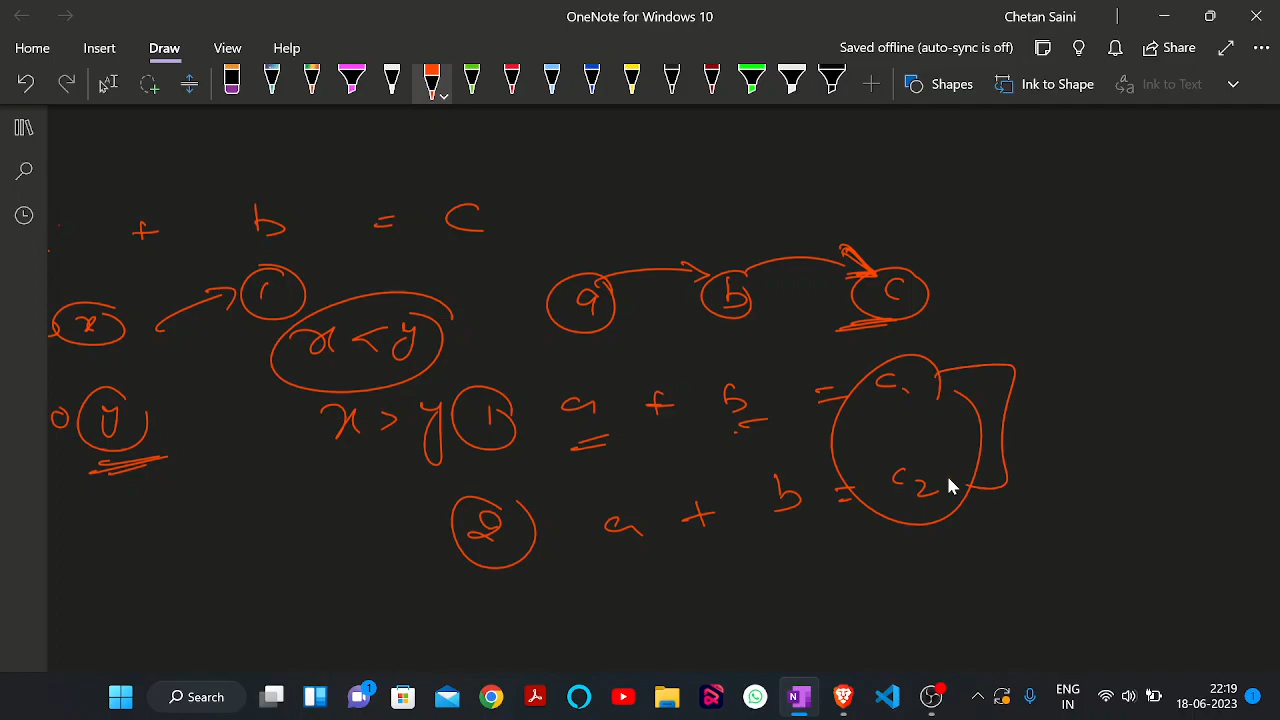 OneNote for Windows 10
Chetan Saini
Home Insert Draw View Help
Saved offline (auto-sync is off)
Share
Shapes
Ink to Shape
Ink to Text
+ b = C
1
a b C
x
x < y
y
x > y 1 a + b = C1
2 a + b = C2
Search
1
ENG
IN
22:19
18-06-2023
1